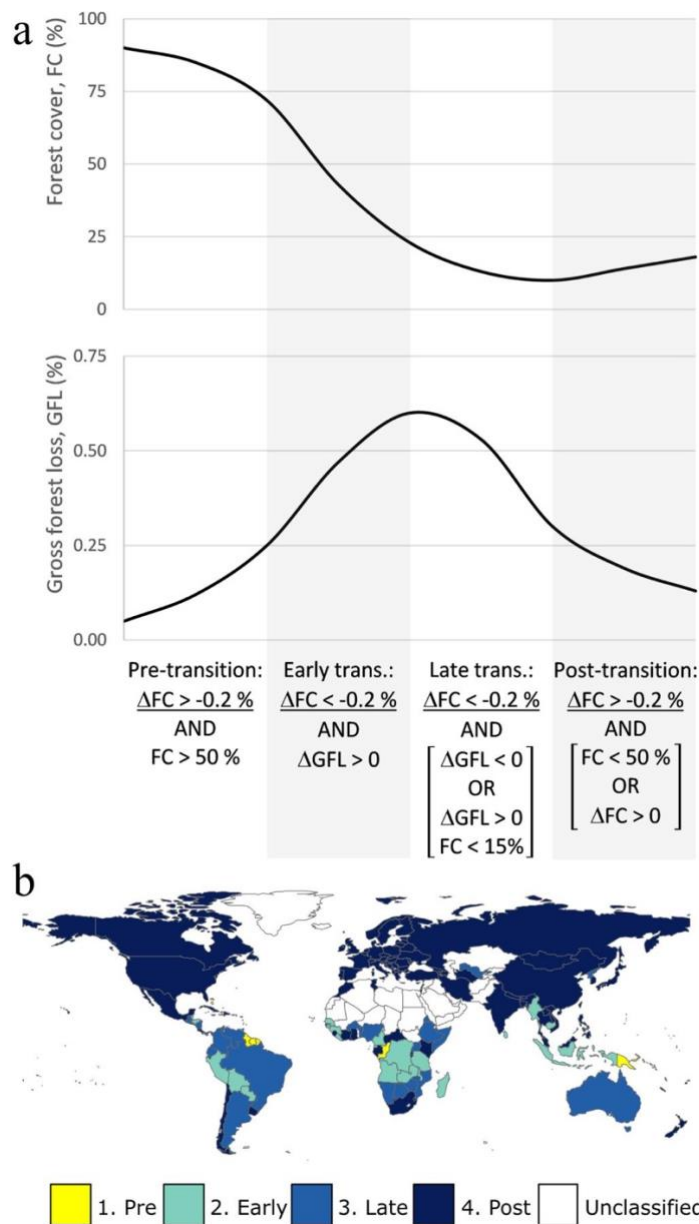 a
Forest cover, FC (%)
100
75
50
25
0
Gross forest loss, GFL (%)
0.75
0.50
0.25
0.00
Pre-transition:
ΔFC > -0.2 %
AND
FC > 50 %
Early trans.:
ΔFC < -0.2 %
AND
ΔGFL > 0
Late trans.:
ΔFC < -0.2 %
AND
ΔGFL < 0
OR
ΔGFL > 0
FC < 15%
Post-transition:
ΔFC > -0.2 %
AND
FC < 50 %
OR
ΔFC > 0
b
1. Pre
2. Early
3. Late
4. Post
Unclassified